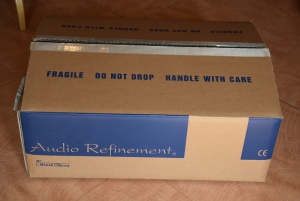 FRAGILE DO NOT DROP HANDLE WITH CARE
Audio Refinement®
CE